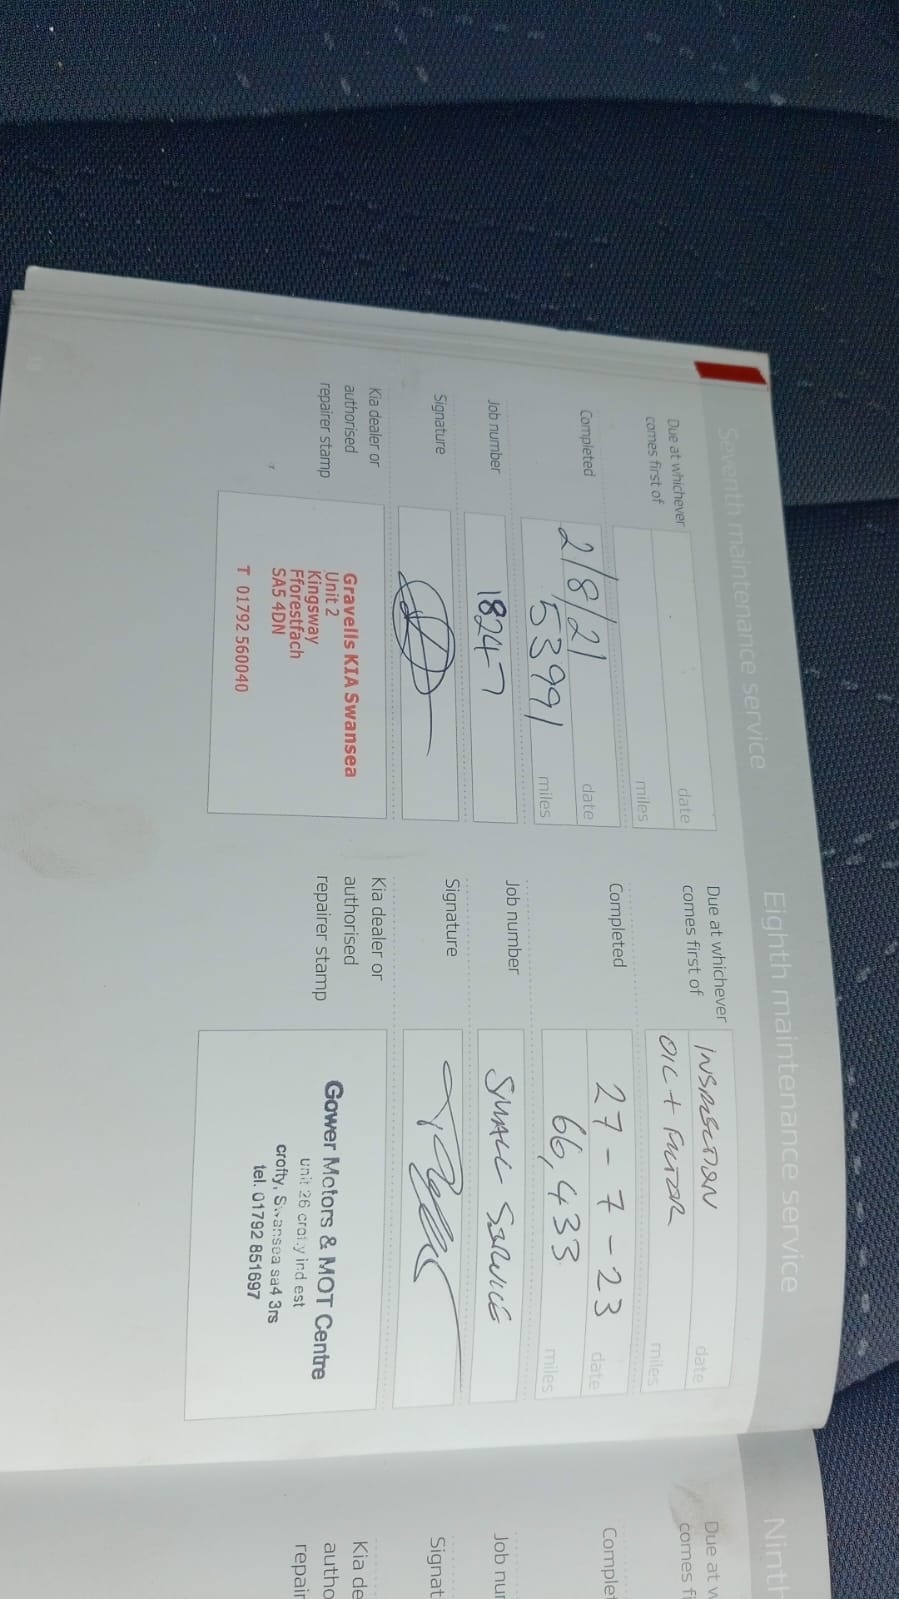 Seventh maintenance service
Due at whichever
comes first of
date
miles
Completed
2/8/21
date
53991
miles
Job number
18247
Signature
Kia dealer or
authorised
repairer stamp
Gravells KIA Swansea
Unit 2
Kingsway
Fforestfach
SA5 4DN
T 01792 560040
Eighth maintenance service
Due at whichever
comes first of
INSPECTION
date
OIL + FILTER
miles
Completed
27-7-23
date
66,433
miles
Job number
SMALL SERVICE
Signature
Kia dealer or
authorised
repairer stamp
Gower Motors & MOT Centre
unit 26 crofty ind est
crofty, Swansea sa4 3rs
tel. 01792 851697
Ninth
Due at w
comes fi
Complet
Job nu
Signat
Kia de
autho
repair